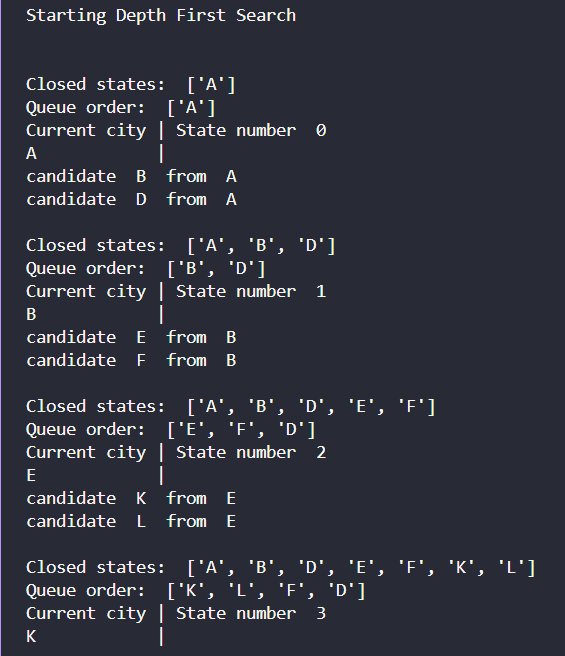 Starting Depth First Search
Closed states:  ['A']
Queue order:  ['A']
Current city | State number  0
A            |
candidate  B  from  A
candidate  D  from  A
Closed states:  ['A', 'B', 'D']
Queue order:  ['B', 'D']
Current city | State number  1
B            |
candidate  E  from  B
candidate  F  from  B
Closed states:  ['A', 'B', 'D', 'E', 'F']
Queue order:  ['E', 'F', 'D']
Current city | State number  2
E            |
candidate  K  from  E
candidate  L  from  E
Closed states:  ['A', 'B', 'D', 'E', 'F', 'K', 'L']
Queue order:  ['K', 'L', 'F', 'D']
Current city | State number  3
K            |